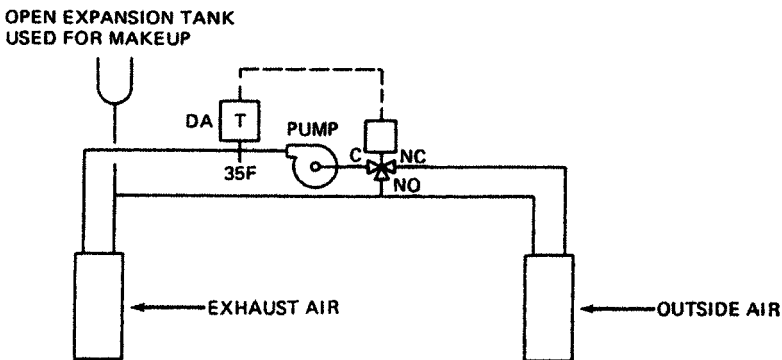 OPEN EXPANSION TANK
USED FOR MAKEUP
DA
T
PUMP
35F
C
NC
NO
EXHAUST AIR
OUTSIDE AIR